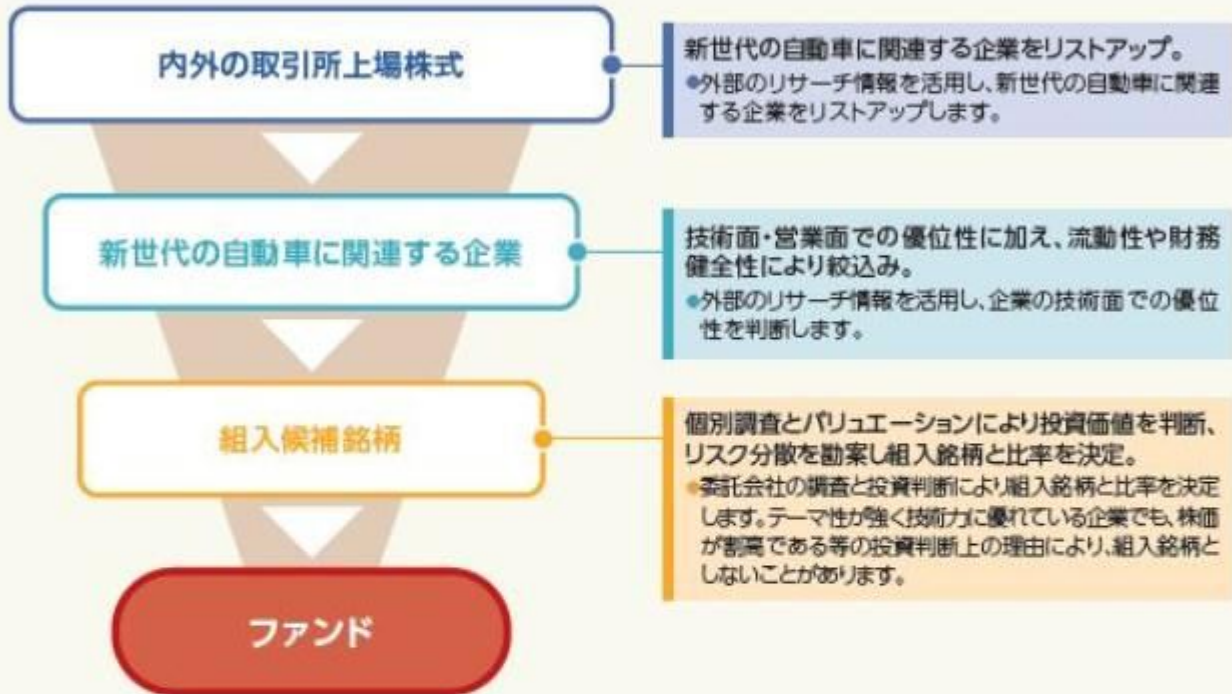 内外の取引所上場株式
新世代の自動車に関連する企業をリストアップ。
●外部のリサーチ情報を活用し、新世代の自動車に関連
する企業をリストアップします。
新世代の自動車に関連する企業
技術面・営業面での優位性に加え、流動性や財務
健全性により絞込み。
●外部のリサーチ情報を活用し、企業の技術面での優位
性を判断します。
組入候補銘柄
個別調査とバリュエーションにより投資価値を判断、
リスク分散を勘案し組入銘柄と比率を決定。
●委託会社の調査と投資判断により組入銘柄と比率を決定
します。テーマ性が強く技術力に優れている企業でも、株価
が割高である等の投資判断上の理由により、組入銘柄と
しないことがあります。
ファンド